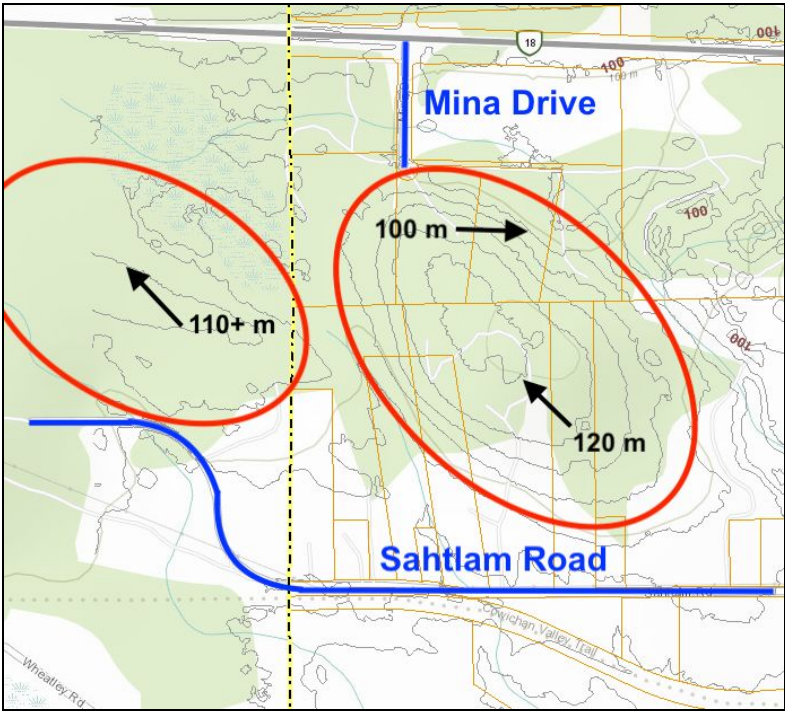 100
18
100
100 m
Mina Drive
100
100 m
110+ m
100
120 m
Sahtlam Road
Sahtlam Rd
Cowichan Valley Trail
Wheatley Rd